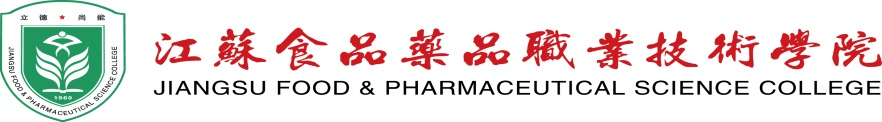 立德★尚能
JIANGSU FOOD & PHARMACEUTICAL SCIENCE COLLEGE
1960
江蘇食品藥品職業技術學院
JIANGSU FOOD & PHARMACEUTICAL SCIENCE COLLEGE